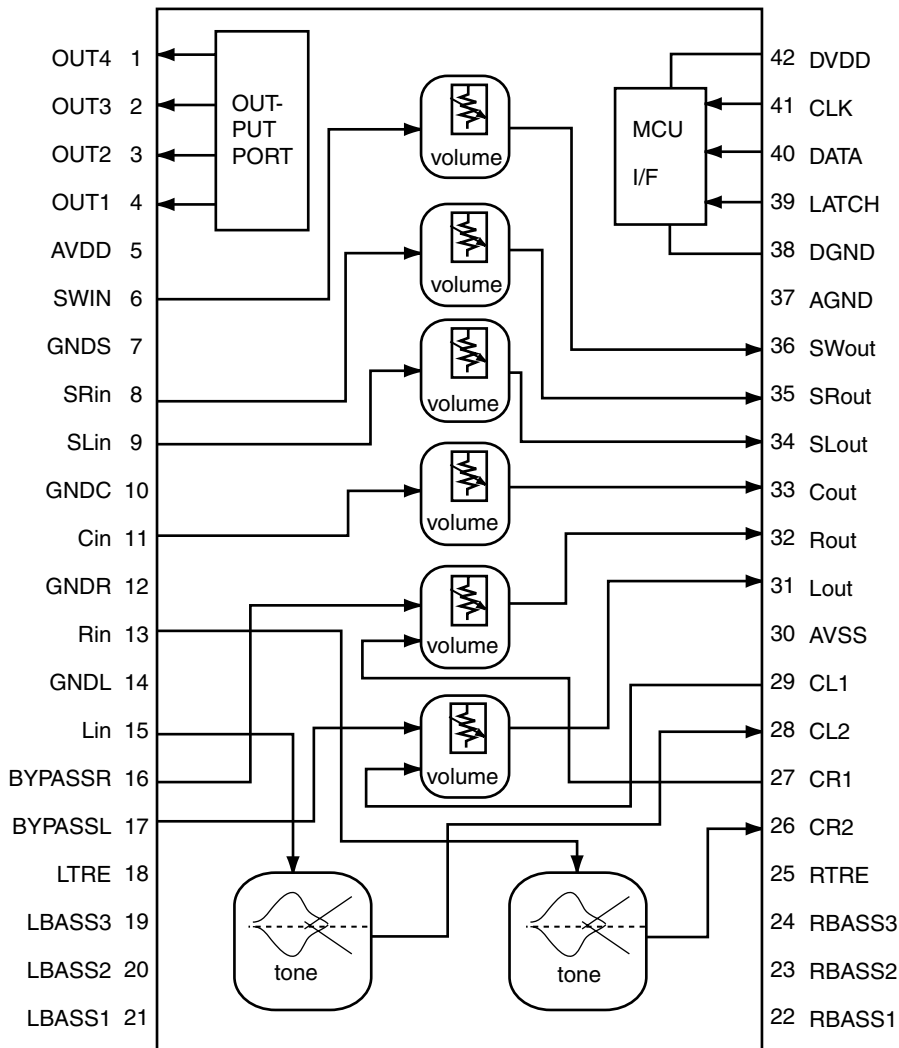 OUT4 1
OUT3 2
OUT2 3
OUT1 4
AVDD 5
SWIN 6
GNDS 7
SRin 8
SLin 9
GNDC 10
Cin 11
GNDR 12
Rin 13
GNDL 14
Lin 15
BYPASSR 16
BYPASSL 17
LTRE 18
LBASS3 19
LBASS2 20
LBASS1 21
OUT-
PUT
PORT
volume
volume
volume
volume
volume
volume
tone
tone
MCU
I/F
42 DVDD
41 CLK
40 DATA
39 LATCH
38 DGND
37 AGND
36 SWout
35 SRout
34 SLout
33 Cout
32 Rout
31 Lout
30 AVSS
29 CL1
28 CL2
27 CR1
26 CR2
25 RTRE
24 RBASS3
23 RBASS2
22 RBASS1